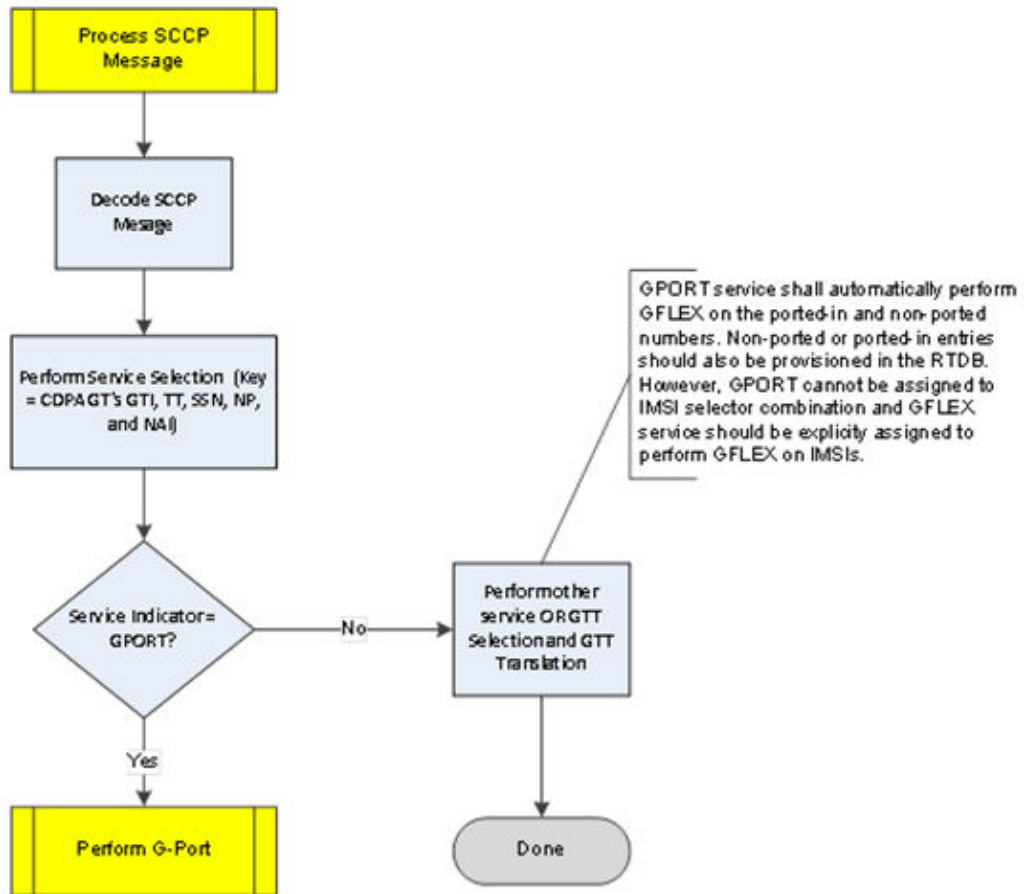 Process SCCP
Message
Decode SCCP
Mesage
Perform Service Selection (Key
= CDPA GT's GTI, TT, SSN, NP,
and NAI)
Service Indicator =
GPORT?
No
Yes
Perform G-Port
GPORT service shall automatically perform
GFLEX on the ported-in and non-ported
numbers. Non-ported or ported-in entries
should also be provisioned in the RTDB.
However, GPORT cannot be assigned to
IMSI selector combination and GFLEX
service should be explicity assigned to
perform GFLEX on IMSIs.
Perform other
service OR GTT
Selection and GTT
Translation
Done